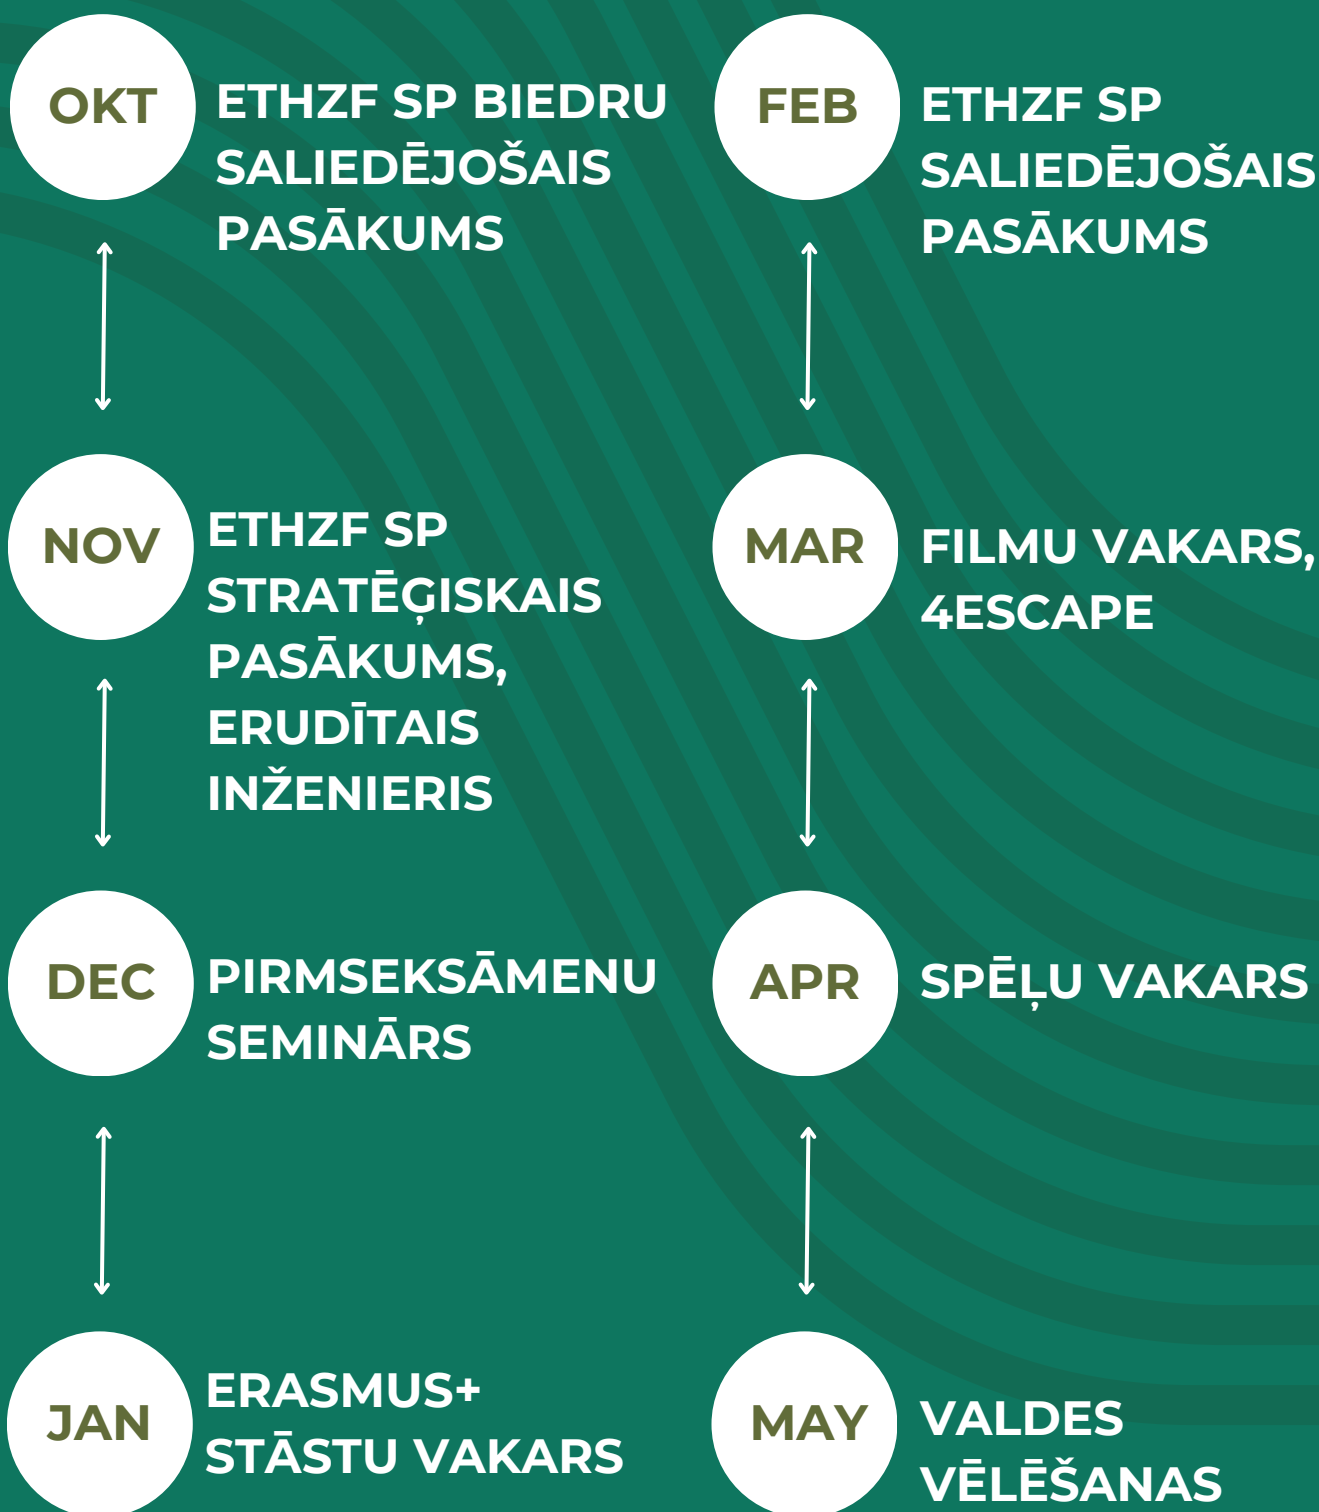 OKT
ETHZF SP BIEDRU
SALIEDĒJOŠAIS
PASĀKUMS
NOV
ETHZF SP
STRATĒĢISKAIS
PASĀKUMS,
ERUDĪTAIS
INŽENIERIS
DEC
PIRMSEKSĀMENU
SEMINĀRS
JAN
ERASMUS+
STĀSTU VAKARS
FEB
ETHZF SP
SALIEDĒJOŠAIS
PASĀKUMS
MAR
FILMU VAKARS,
4ESCAPE
APR
SPĒĻU VAKARS
MAY
VALDES
VĒLĒŠANAS